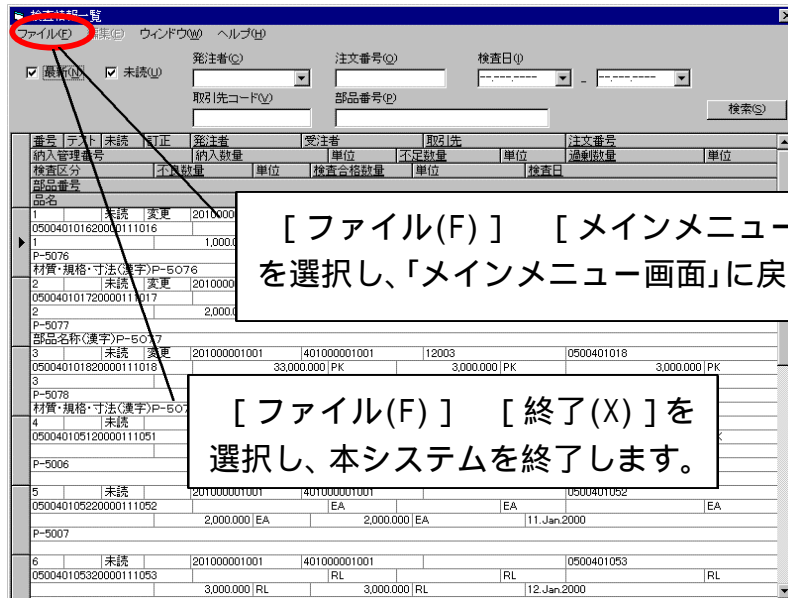 検査情報一覧
ファイル(F) 編集(E) ウィンドウ(W) ヘルプ(H)
発注者(C) 注文番号(O) 検査日(I)
最新(N) 未読(U)
--.---.---- - --.---.----
取引先コード(V) 部品番号(P)
検索(S)
番号 テスト 未読 訂正 発注者 受注者 取引先 注文番号
納入管理番号 納入数量 単位 不足数量 単位 過剰数量 単位
検査区分 不良数量 単位 検査合格数量 単位 検査日
部品番号
品名
1 未読 変更
05004010162000011​1016
1
P-5076
材質・規格・寸法(漢字)P-5076
2 未読 変更
050040101720000111017
2
P-5077
部品名称(漢字)P-5077
3 未読 変更 201000001001 401000001001 12003 0500401018
050040101820000111018 33,000.000 PK 3,000.000 PK 3,000.000 PK
3
P-5078
材質・規格・寸法(漢字)P-507
4 未読
050040105120000111051
P-5006
5 未読 201000001001 401000001001 0500401052
050040105220000111052 EA EA EA
2,000.000 EA 2,000.000 EA 11.Jan.2000
P-5007
6 未読 201000001001 401000001001 0500401053
050040105320000111053 RL RL RL
3,000.000 RL 3,000.000 RL 12.Jan.2000
[ファイル(F)] [メインメニュー
を選択し、「メインメニュー画面」に戻
[ファイル(F)] [終了(X)]を
選択し、本システムを終了します。